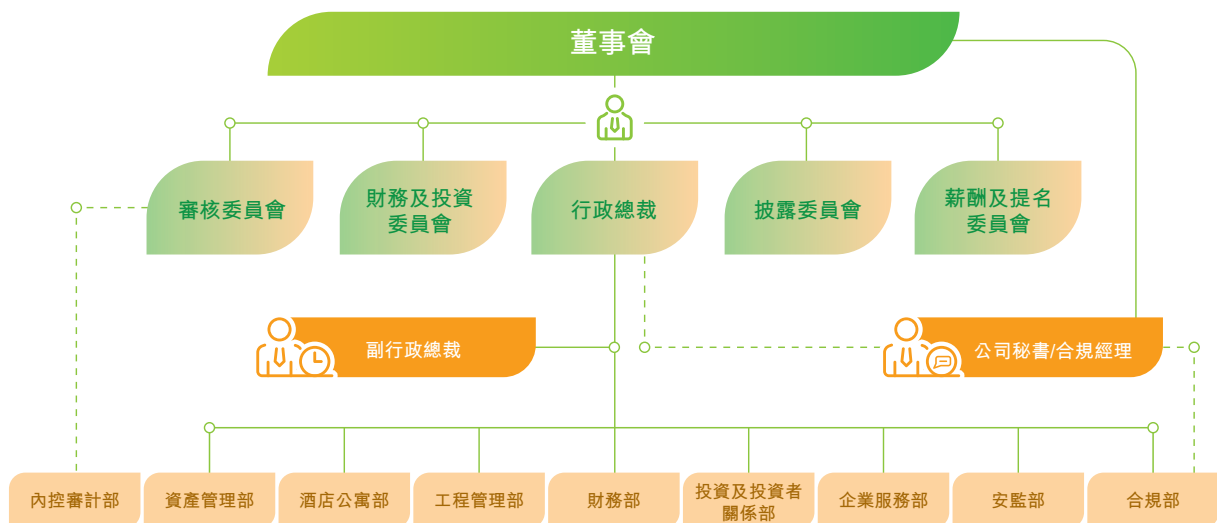 董事會
審核委員會
財務及投資
委員會
行政總裁
披露委員會
薪酬及提名
委員會
副行政總裁
公司秘書/合規經理
內控審計部
資產管理部
酒店公寓部
工程管理部
財務部
投資及投資者
關係部
企業服務部
安監部
合規部